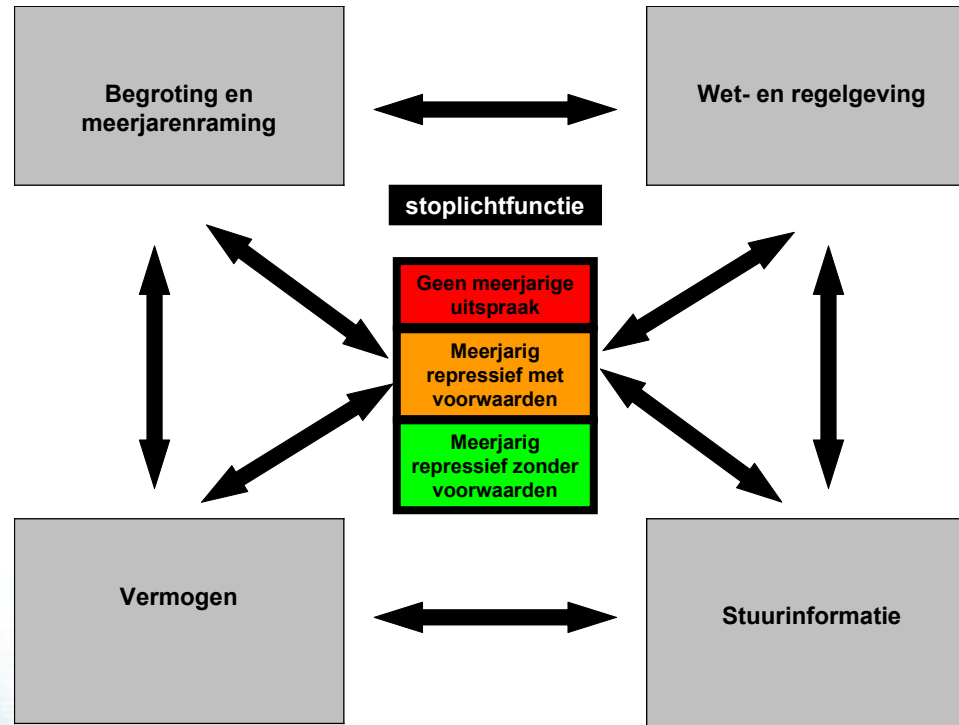 Begroting en
meerjarenraming
Wet- en regelgeving
stoplichtfunctie
Geen meerjarige
uitspraak
Meerjarig
repressief met
voorwaarden
Meerjarig
repressief zonder
voorwaarden
Vermogen
Stuurinformatie